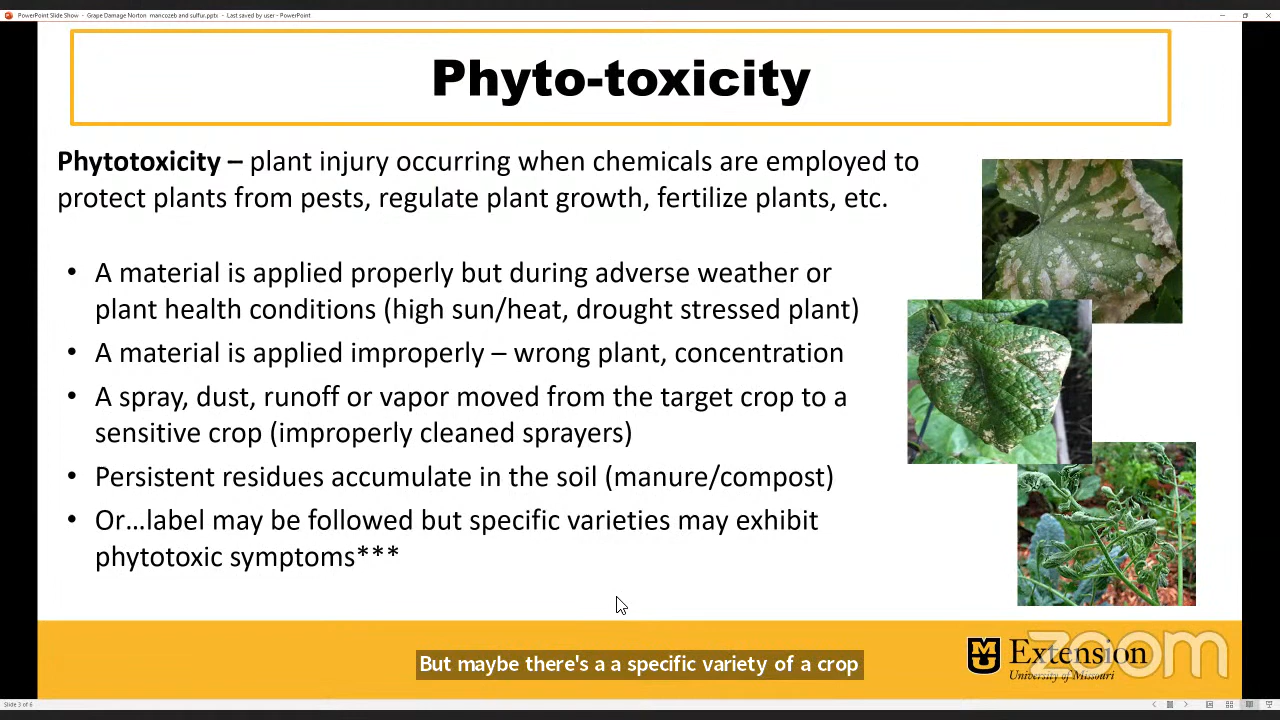 PowerPoint Slide Show - Grape Damage Norton mancozeb and sulfur.pptx - Last saved by user - PowerPoint
Phyto-toxicity
Phytotoxicity – plant injury occurring when chemicals are employed to
protect plants from pests, regulate plant growth, fertilize plants, etc.
• A material is applied properly but during adverse weather or
plant health conditions (high sun/heat, drought stressed plant)
• A material is applied improperly – wrong plant, concentration
• A spray, dust, runoff or vapor moved from the target crop to a
sensitive crop (improperly cleaned sprayers)
• Persistent residues accumulate in the soil (manure/compost)
• Or…label may be followed but specific varieties may exhibit
phytotoxic symptoms***
But maybe there's a a specific variety of a crop
Extension
University of Missouri
zoom
Slide 3 of 6